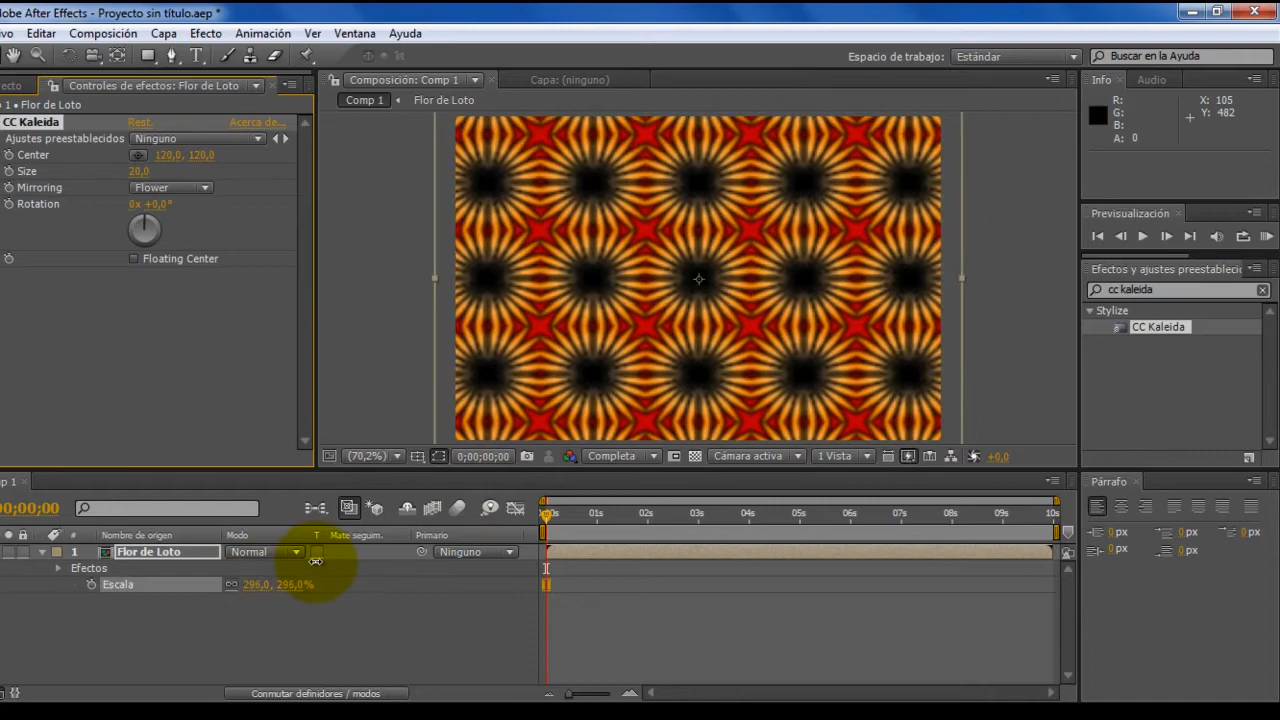 dobe After Effects - Proyecto sin título.aep *
ivo Editar Composición Capa Efecto Animación Ver Ventana Ayuda
Espacio de trabajo: Estándar Buscar en la Ayuda
ecto Controles de efectos: Flor de Loto Composición: Comp 1 Capa: (ninguno) Info Audio
1 • Flor de Loto Comp 1 Flor de Loto
CC Kaleida Rest. Acerca de...
R: X: 105
G: Y: 482
B:
A: 0
Ajustes preestablecidos Ninguno
Center 120,0, 120,0
Size 20,0
Mirroring Flower
Rotation 0x +0,0°
Floating Center
Previsualización
Efectos y ajustes preestableci
cc kaleida
Stylize
CC Kaleida
(70,2%) 0;00;00;00 Completa Cámara activa 1 Vista +0,0
mp 1 Párrafo
00;00;00
00s 01s 02s 03s 04s 05s 06s 07s 08s 09s 10s
# Nombre de origen Modo T Mate seguim. Primario
1 Flor de Loto Normal Ninguno
Efectos
Escala 296,0, 296,0%
0 px 0 px 0 px
0 px 0 px
Conmutar definidores / modos